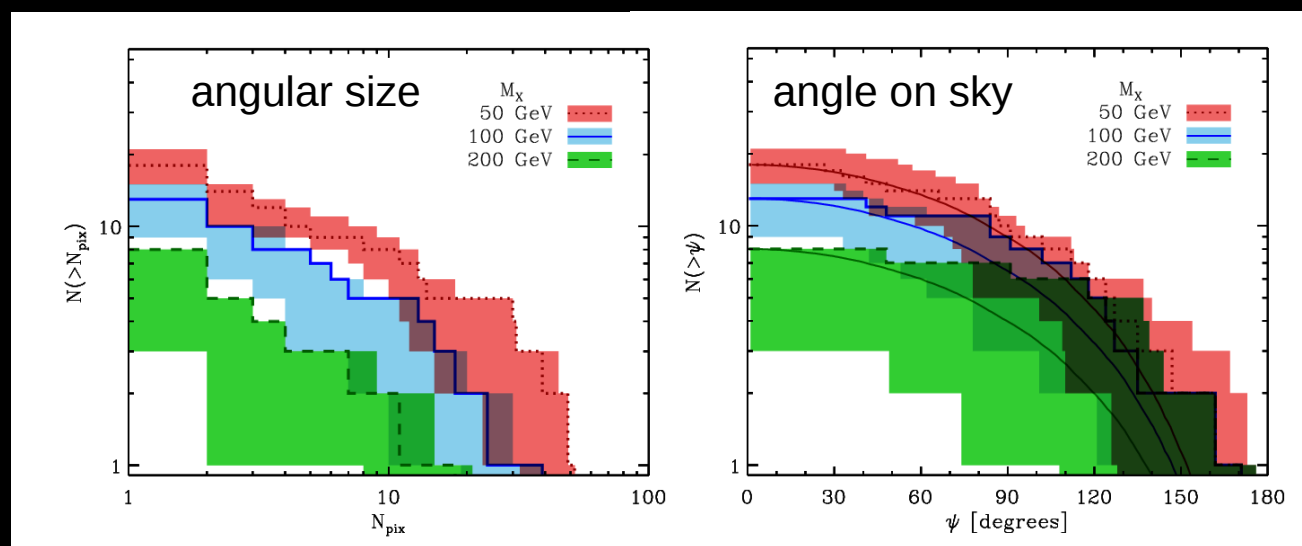 angular size
M_X
50 GeV
100 GeV
200 GeV
10
1
N(>N_pix)
1
10
100
N_pix
angle on sky
M_X
50 GeV
100 GeV
200 GeV
10
1
N(>ψ)
0
30
60
90
120
150
180
ψ [degrees]